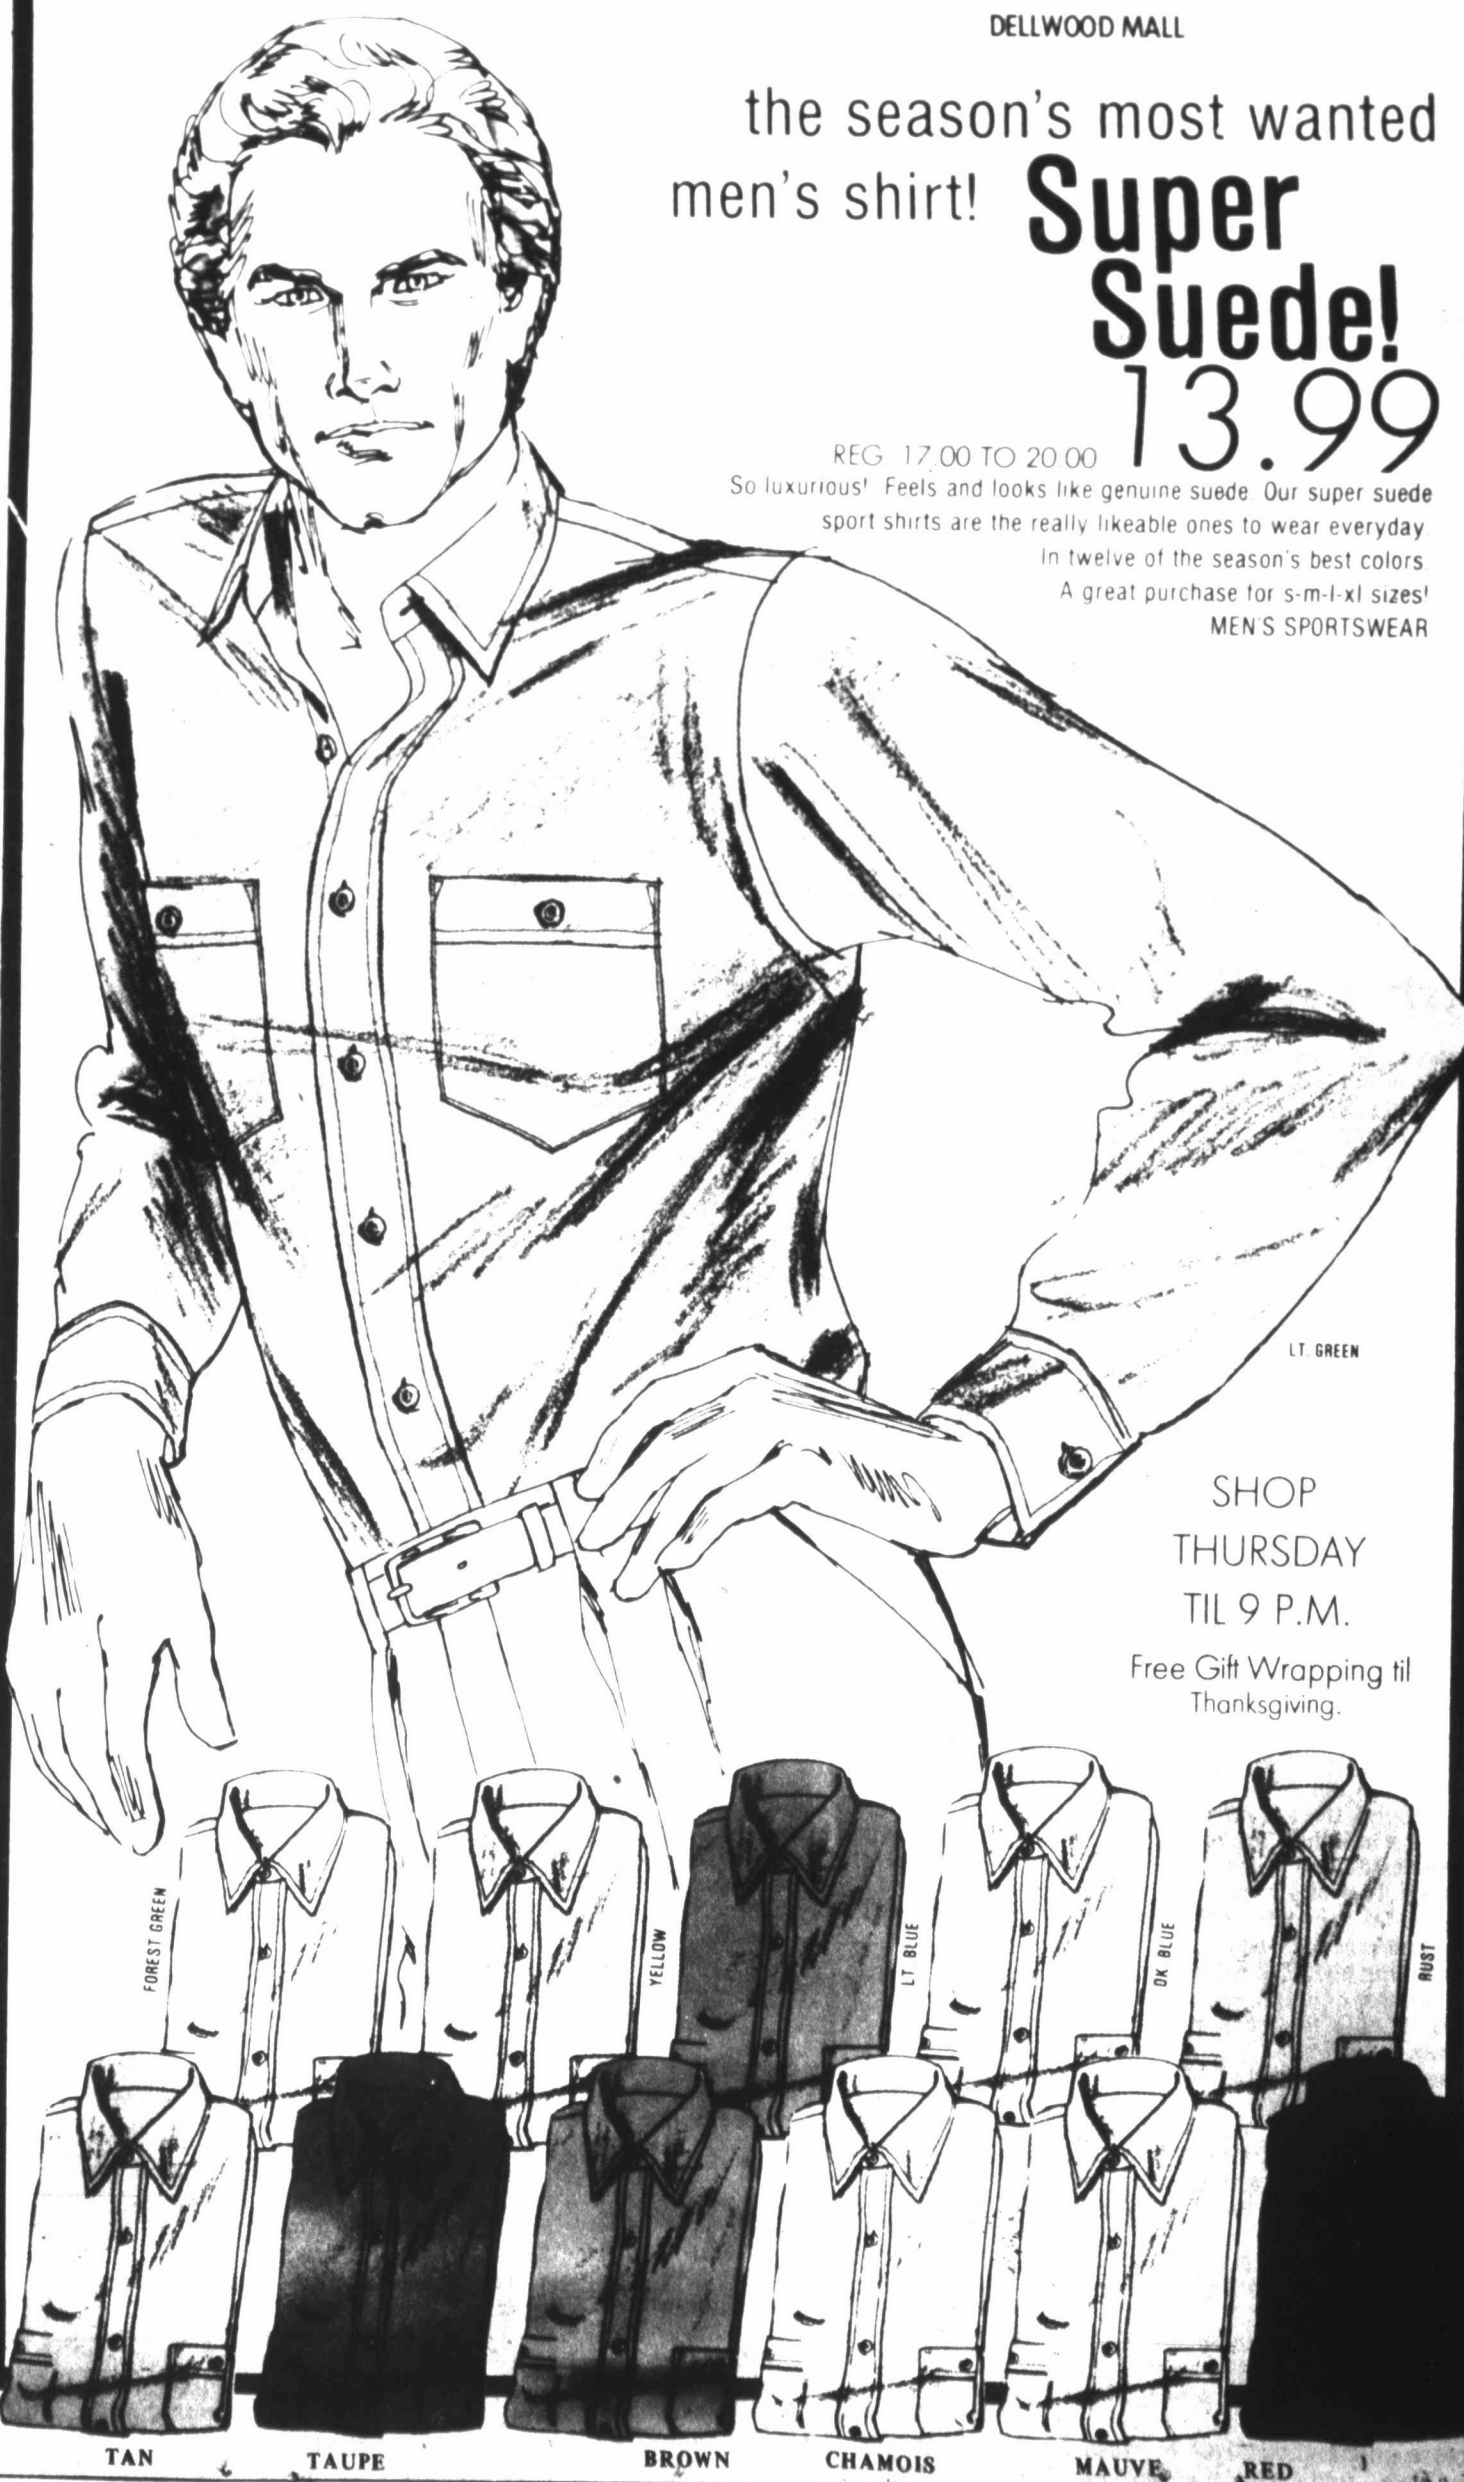 DELLWOOD MALL
the season's most wanted
men's shirt! Super
Suede!
13.99
REG. 17.00 TO 20.00
So luxurious! Feels and looks like genuine suede. Our super suede
sport shirts are the really likeable ones to wear everyday.
In twelve of the season's best colors.
A great purchase for s-m-l-xl sizes!
MEN'S SPORTSWEAR
LT. GREEN
SHOP
THURSDAY
TIL 9 P.M.
Free Gift Wrapping til
Thanksgiving.
FOREST GREEN
YELLOW
LT BLUE
DK BLUE
RUST
TAN
TAUPE
BROWN
CHAMOIS
MAUVE
RED